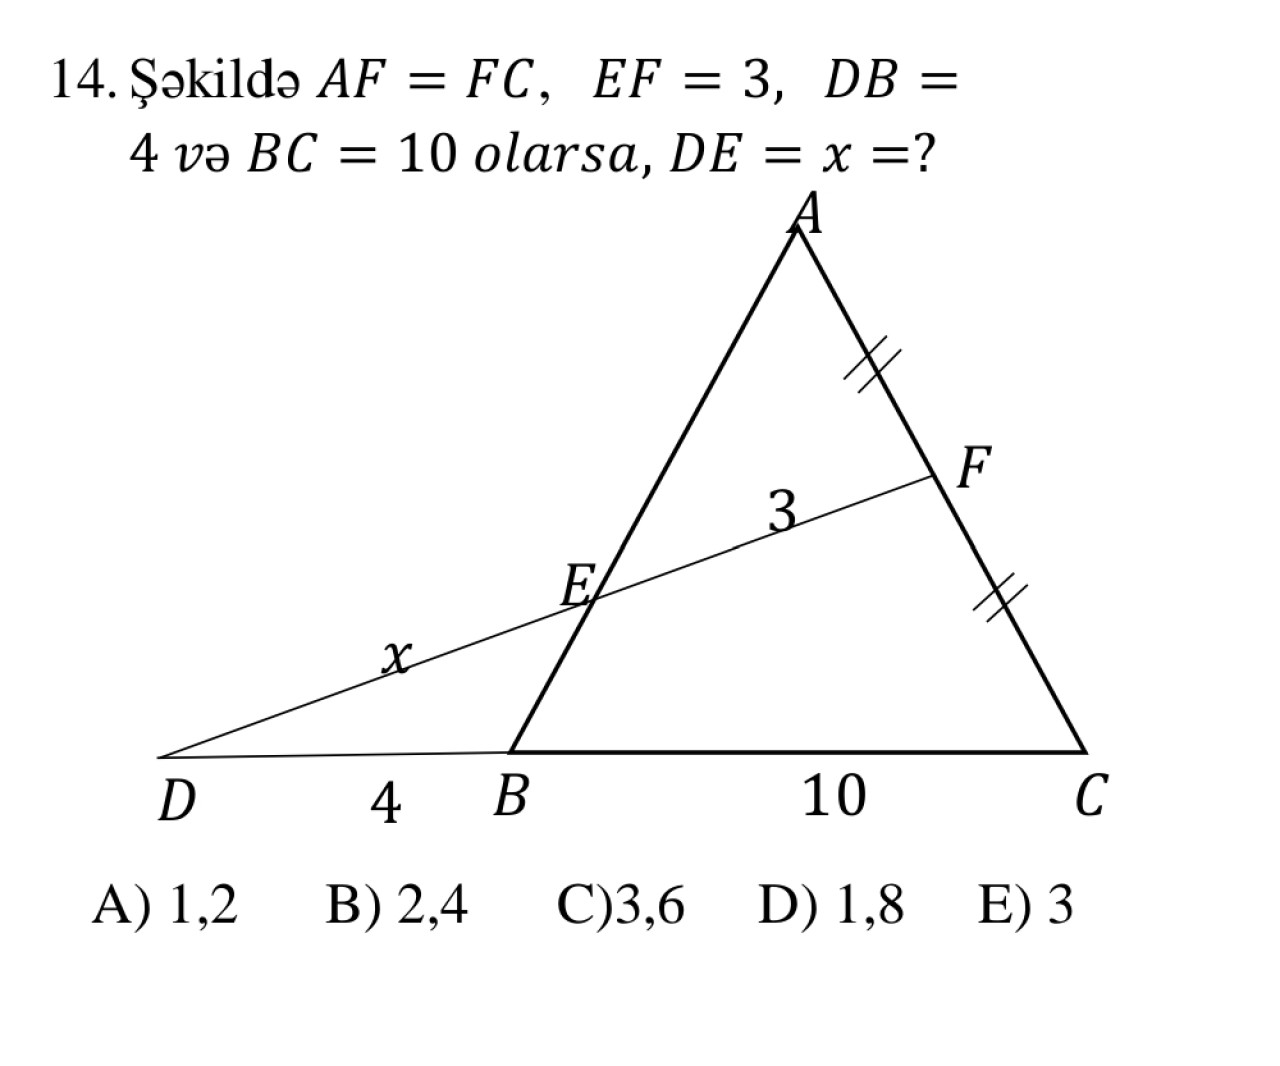 14. Şəkildə AF = FC, EF = 3, DB =
4 və BC = 10 olarsa, DE = x =?
A
F
3
E
x
D 4 B 10 C
A) 1,2 B) 2,4 C)3,6 D) 1,8 E) 3